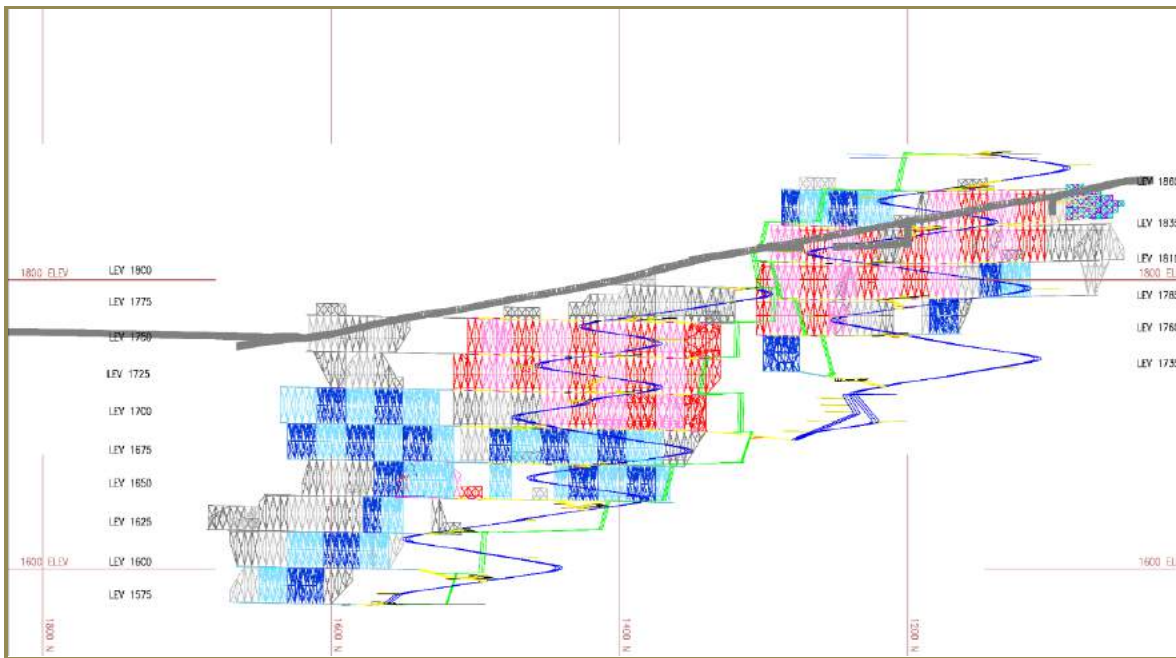 LEV 1860
LEV 1835
LEV 1810
1800 ELEV
LEV 1800
1800 EL
LEV 1775
LEV 1785
LEV 1750
LEV 1760
LEV 1725
LEV 1735
LEV 1700
LEV 1675
LEV 1650
LEV 1625
1600 ELEV
LEV 1600
1600 ELEV
LEV 1575
1800 N
1600 N
1400 N
1200 N